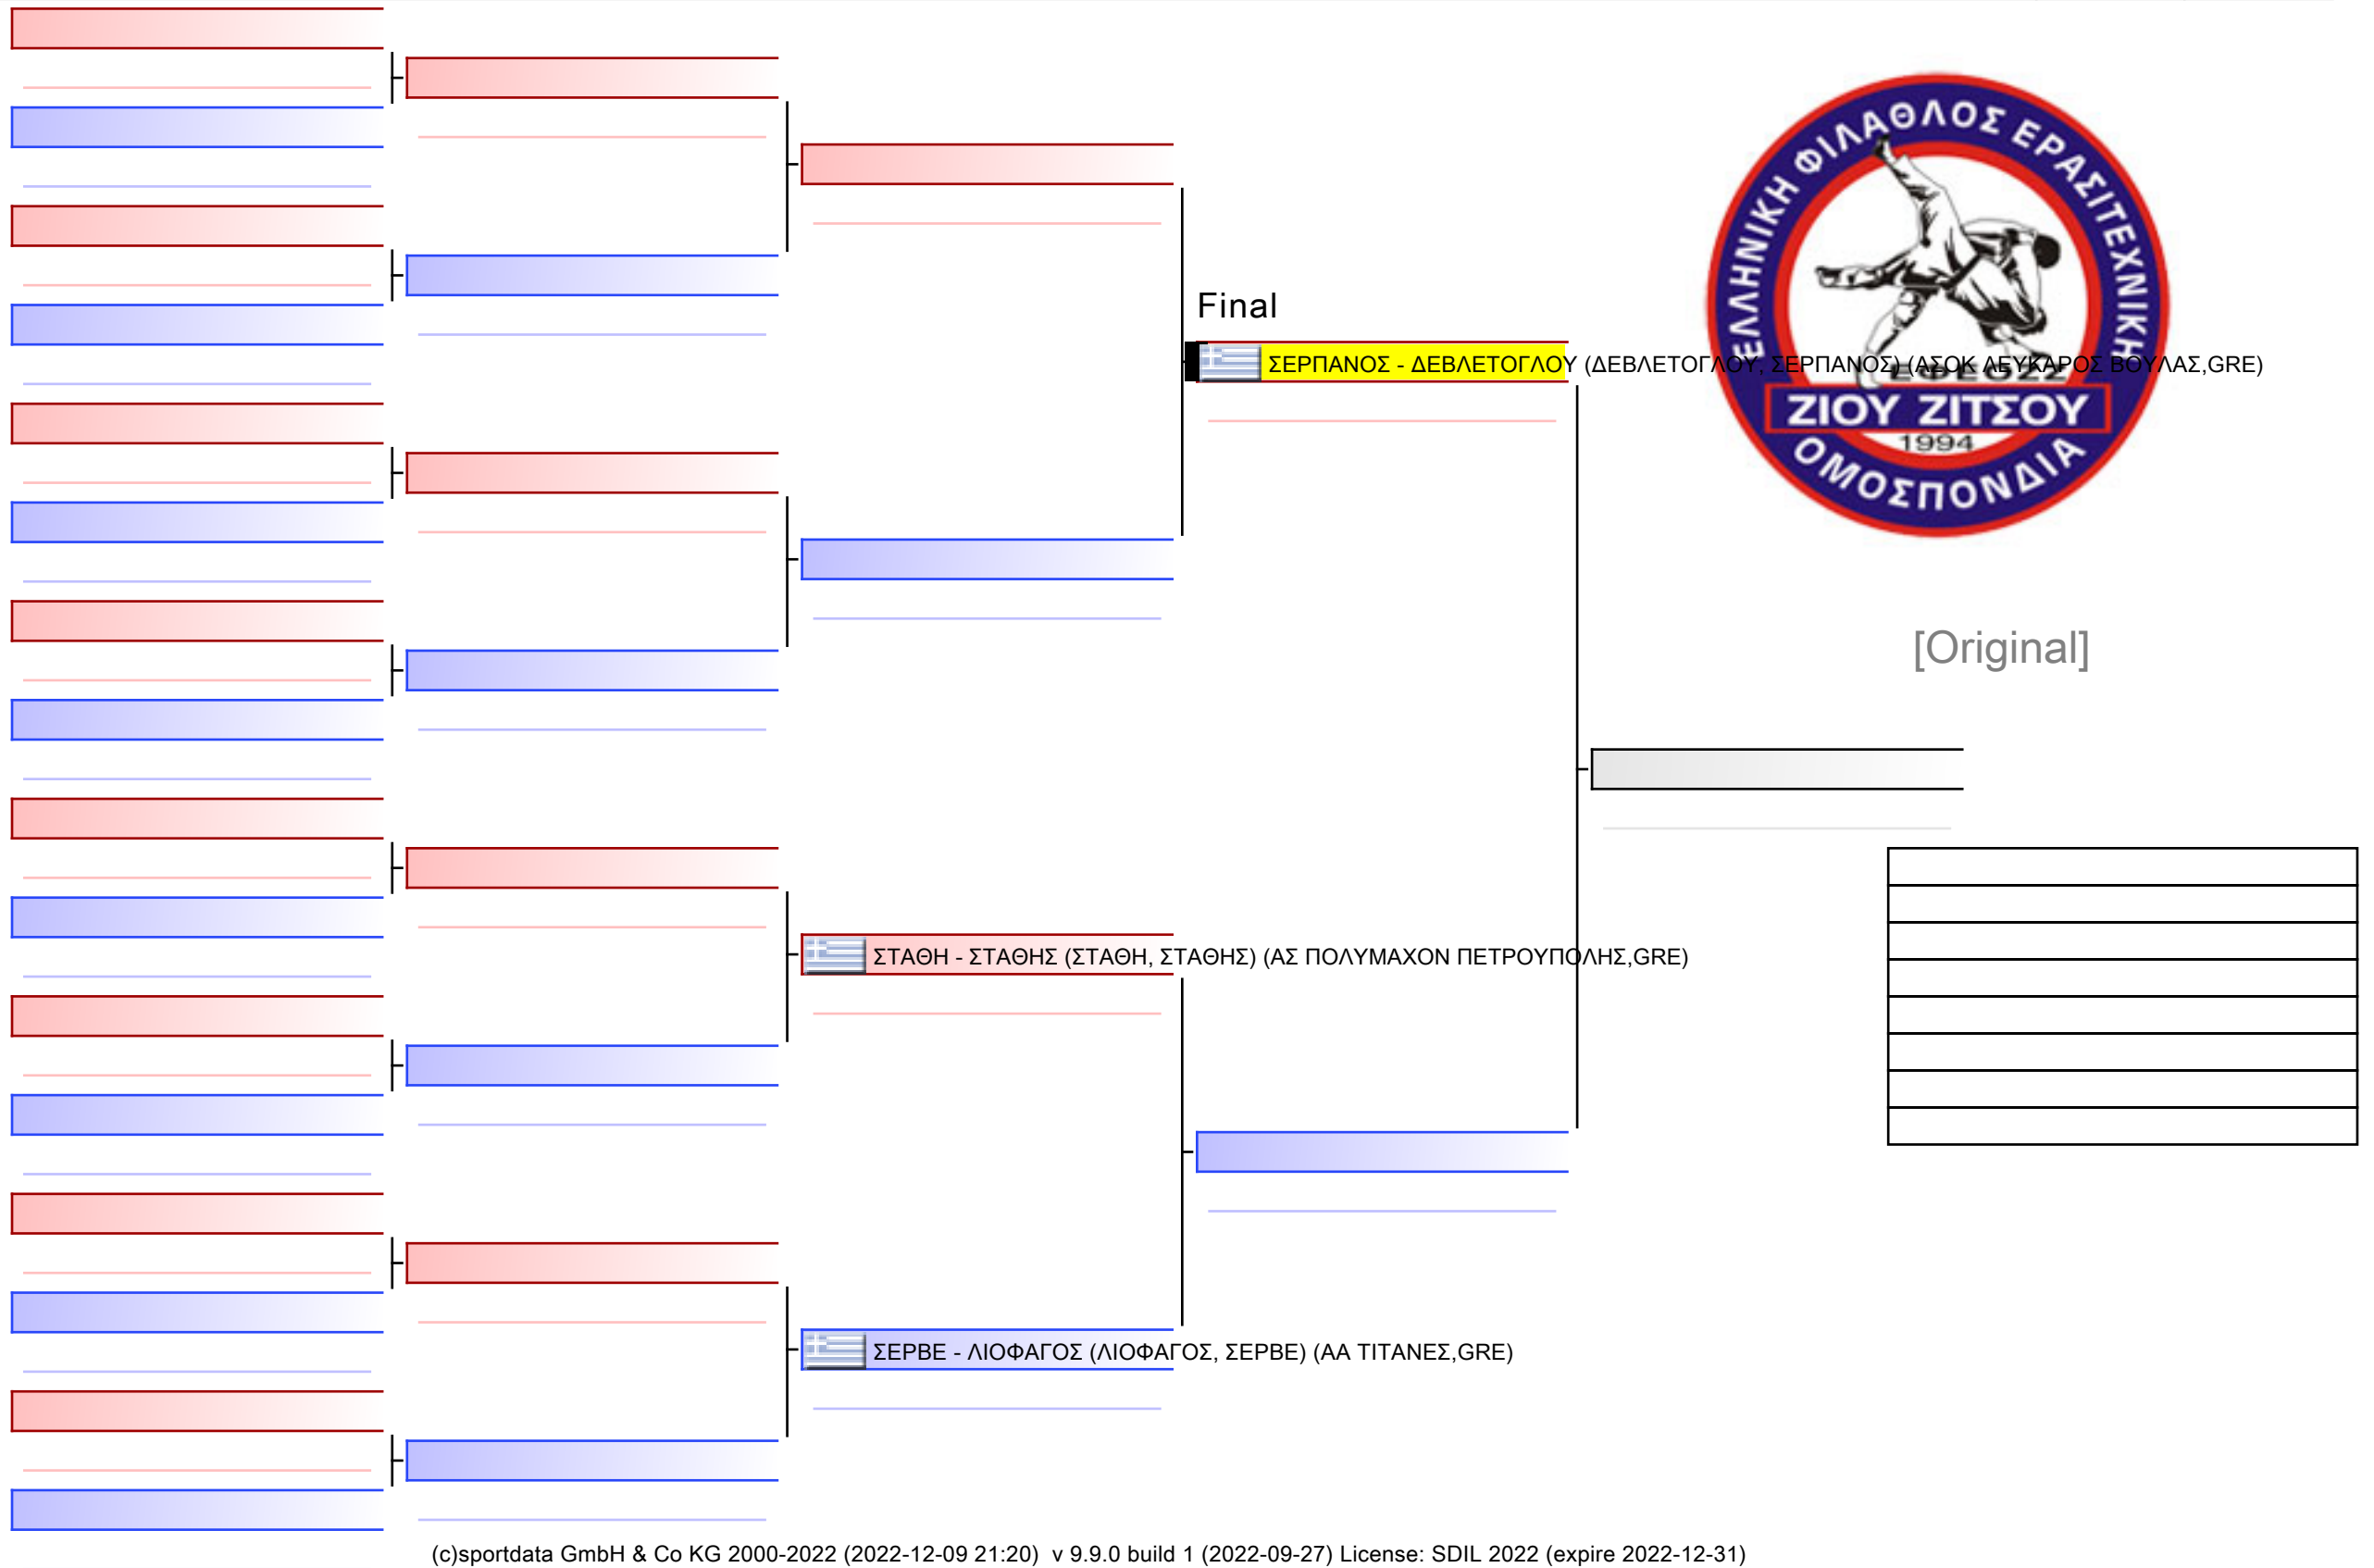 ΕΛΛΗΝΙΚΗ ΦΙΛΑΘΛΟΣ ΕΡΑΣΙΤΕΧΝΙΚΗ
Final
ΣΕΡΠΑΝΟΣ - ΔΕΒΛΕΤΟΓΛΟΥ (ΔΕΒΛΕΤΟΓΛΟΥ, ΣΕΡΠΑΝΟΣ) (ΑΣΟΚ ΛΕΥΚΑΡΟΣ ΒΟΥΛΑΣ,GRE)
ΖΙΟΥ ΖΙΤΣΟΥ
1994
ΟΜΟΣΠΟΝΔΙΑ
[Original]
ΣΤΑΘΗ - ΣΤΑΘΗΣ (ΣΤΑΘΗ, ΣΤΑΘΗΣ) (ΑΣ ΠΟΛΥΜΑΧΟΝ ΠΕΤΡΟΥΠΟΛΗΣ,GRE)
ΣΕΡΒΕ - ΛΙΟΦΑΓΟΣ (ΛΙΟΦΑΓΟΣ, ΣΕΡΒΕ) (ΑΑ ΤΙΤΑΝΕΣ,GRE)
(c)sportdata GmbH & Co KG 2000-2022 (2022-12-09 21:20) v 9.9.0 build 1 (2022-09-27) License: SDIL 2022 (expire 2022-12-31)